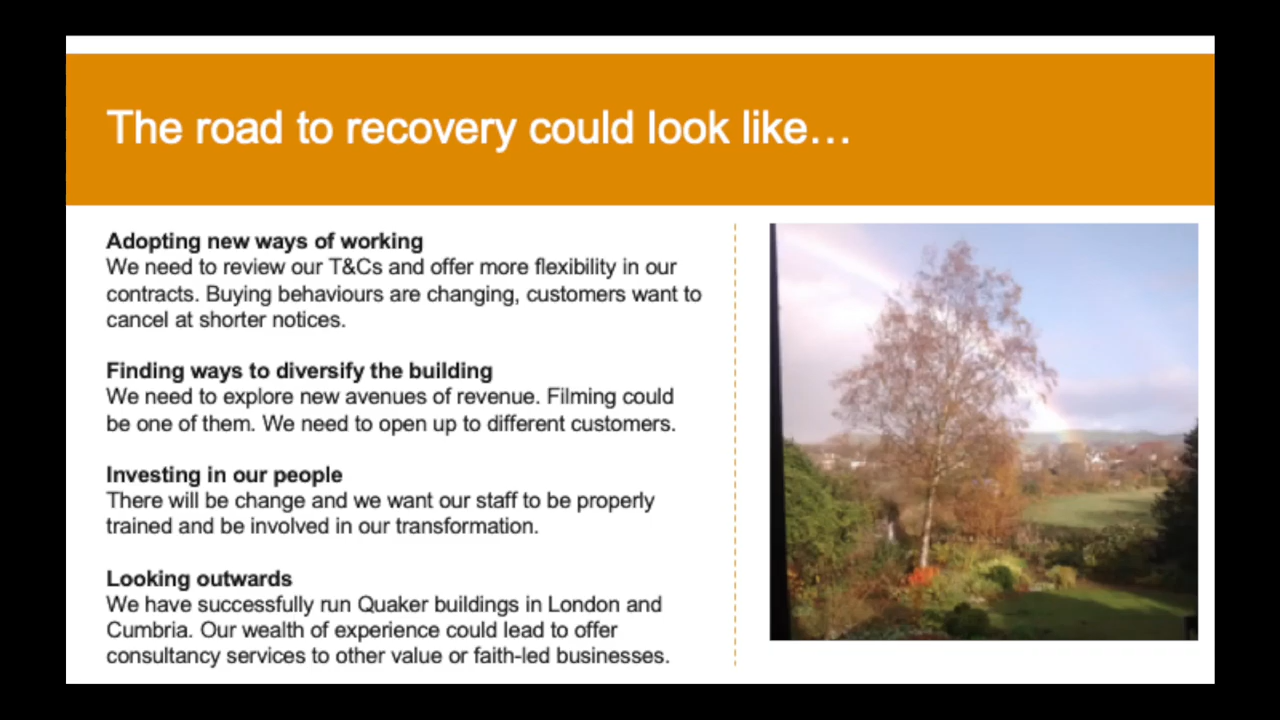 The road to recovery could look like…
Adopting new ways of working
We need to review our T&Cs and offer more flexibility in our
contracts. Buying behaviours are changing, customers want to
cancel at shorter notices.
Finding ways to diversify the building
We need to explore new avenues of revenue. Filming could
be one of them. We need to open up to different customers.
Investing in our people
There will be change and we want our staff to be properly
trained and be involved in our transformation.
Looking outwards
We have successfully run Quaker buildings in London and
Cumbria. Our wealth of experience could lead to offer
consultancy services to other value or faith-led businesses.